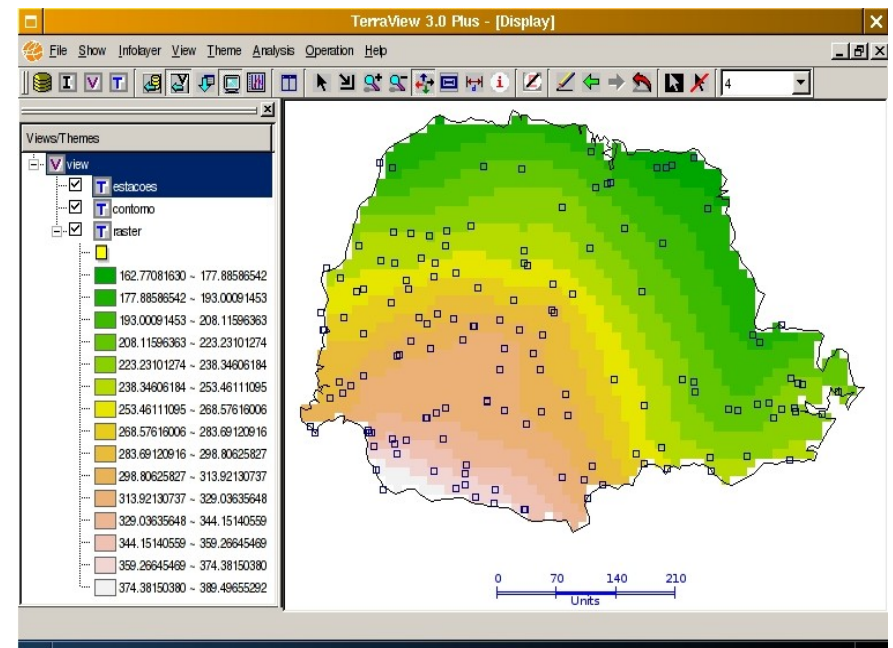 TerraView 3.0 Plus - [Display]
File Show Infolayer View Theme Analysis Operation Help
I V T i 4
Views/Themes
V view
T estacoes
T contorno
T raster
162.77081630 ~ 177.88586542
177.88586542 ~ 193.00091453
193.00091453 ~ 208.11596363
208.11596363 ~ 223.23101274
223.23101274 ~ 238.34606184
238.34606184 ~ 253.46111095
253.46111095 ~ 268.57616006
268.57616006 ~ 283.69120916
283.69120916 ~ 298.80625827
298.80625827 ~ 313.92130737
313.92130737 ~ 329.03635648
329.03635648 ~ 344.15140559
344.15140559 ~ 359.26645469
359.26645469 ~ 374.38150380
374.38150380 ~ 389.49655292
0 70 140 210
Units